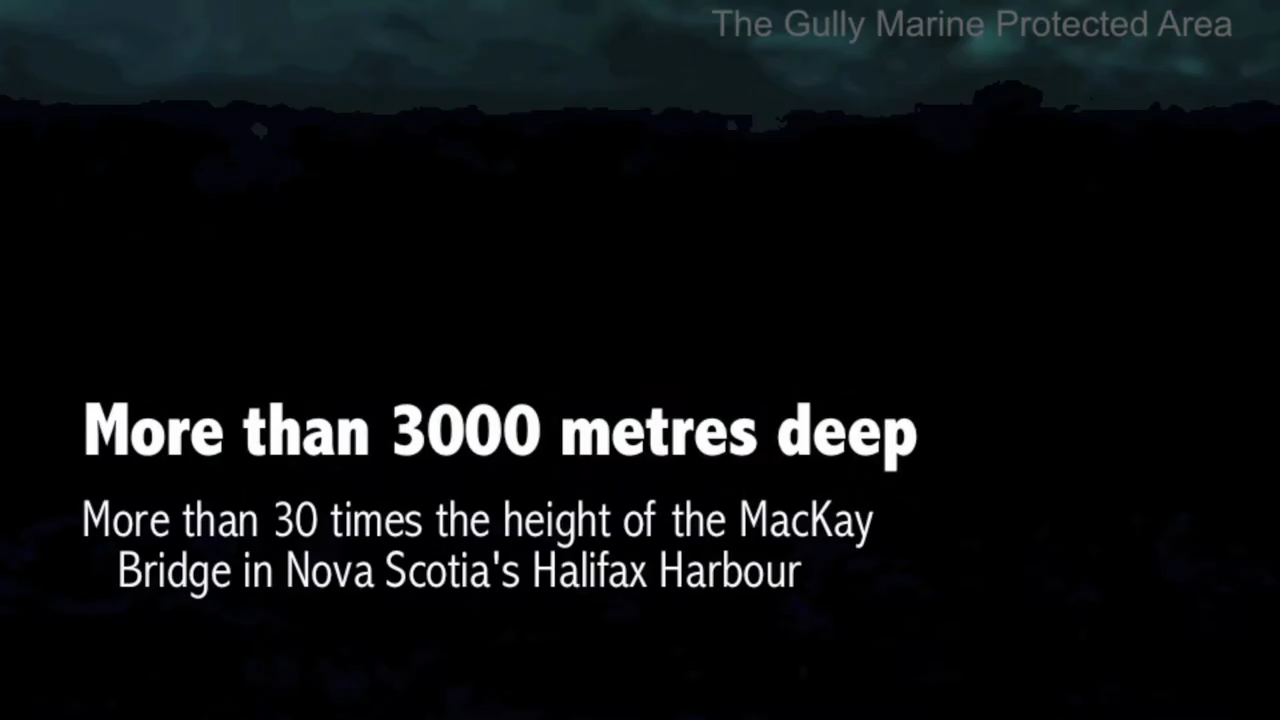 The Gully Marine Protected Area
More than 3000 metres deep
More than 30 times the height of the MacKay
Bridge in Nova Scotia's Halifax Harbour